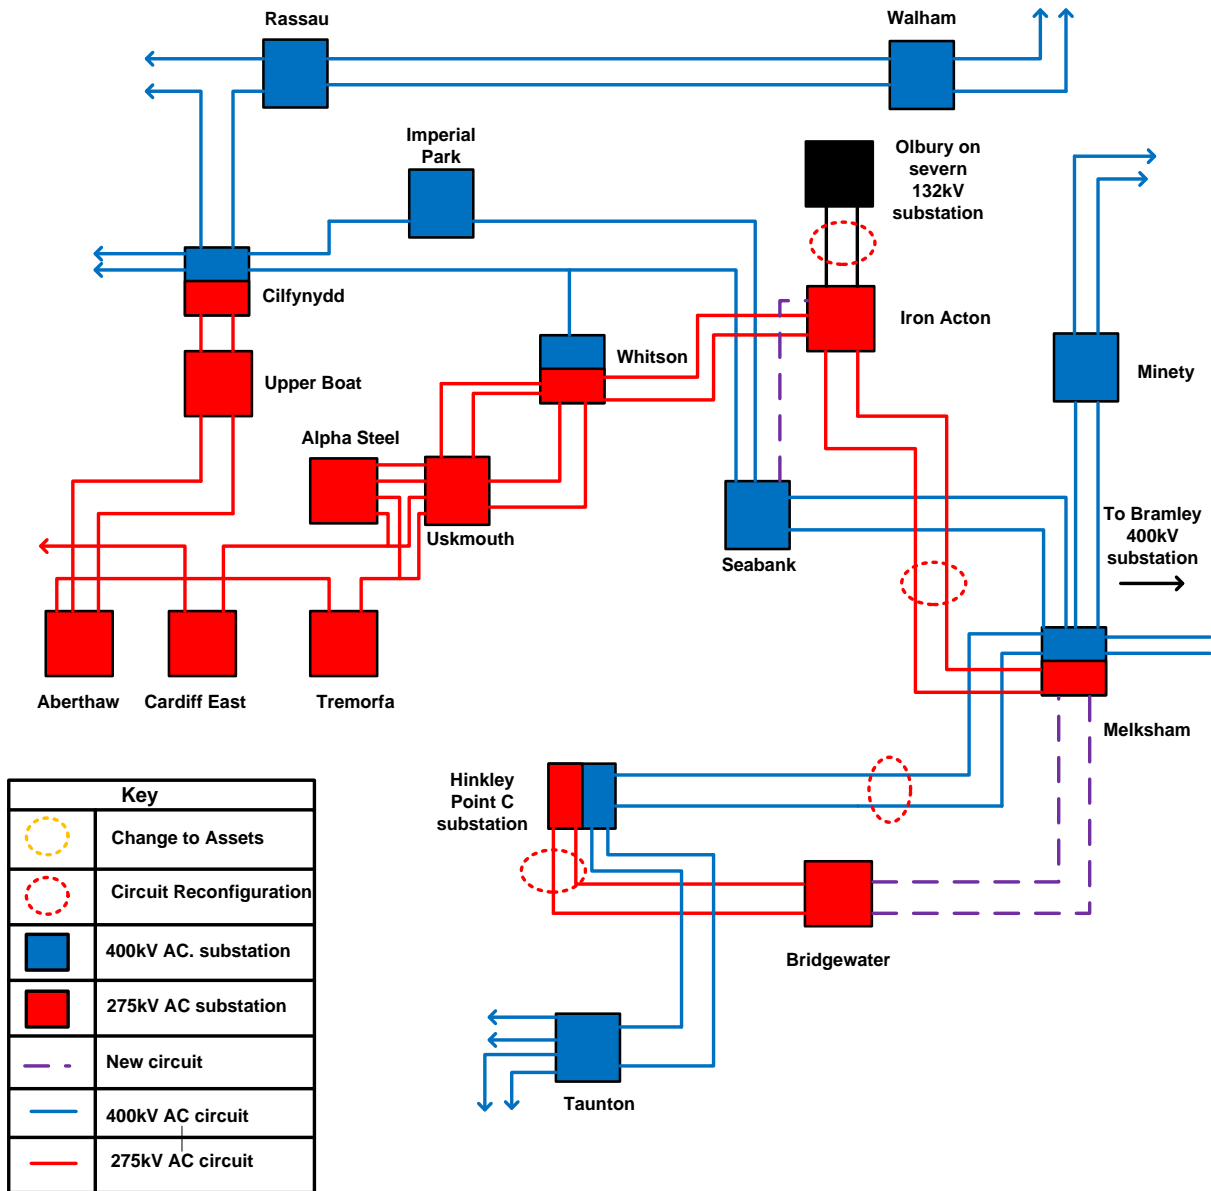 Rassau
Walham
Imperial
Park
Olbury on
severn
132kV
substation
Cilfynydd
Iron Acton
Whitson
Minety
Upper Boat
Alpha Steel
Uskmouth
Seabank
To Bramley
400kV
substation
Aberthaw
Cardiff East
Tremorfa
Melksham
Hinkley
Point C
substation
Bridgewater
Taunton
Key
Change to Assets
Circuit Reconfiguration
400kV AC. substation
275kV AC substation
New circuit
400kV AC circuit
275kV AC circuit